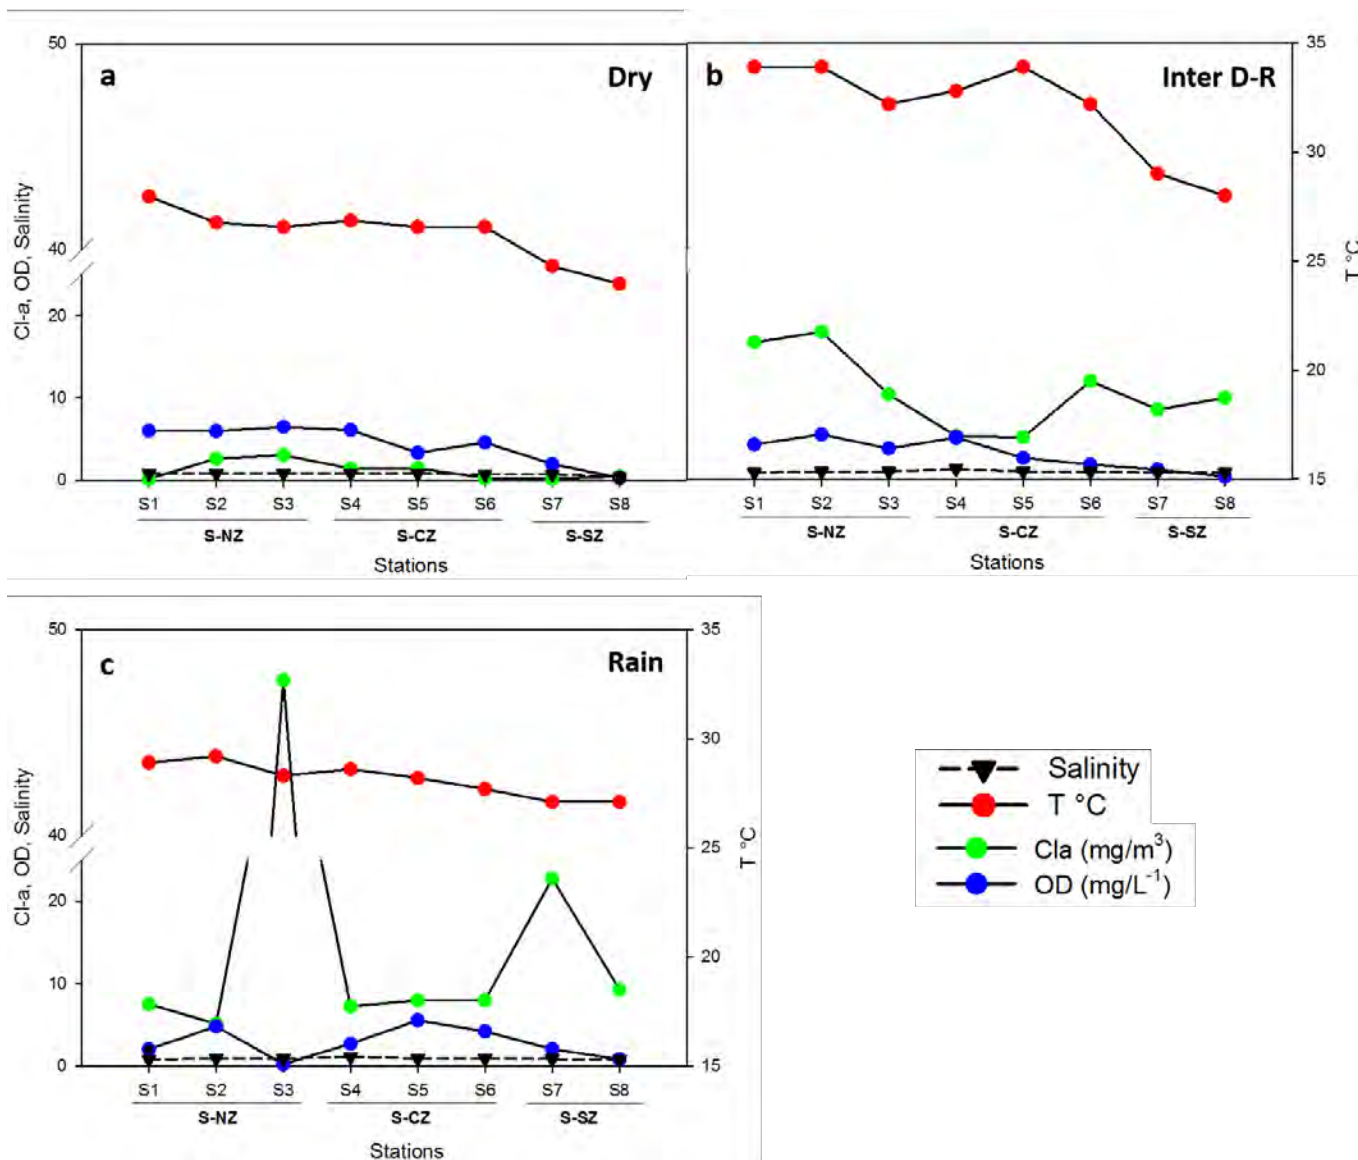 50
a
Dry
40
Cl-a, OD, Salinity
20
10
0
S1 S2 S3 S4 S5 S6 S7 S8
S-NZ S-CZ S-SZ
Stations
35
b
Inter D-R
30
25
T °C
20
15
S1 S2 S3 S4 S5 S6 S7 S8
S-NZ S-CZ S-SZ
Stations
50
35
c
Rain
30
40
Cl-a, OD, Salinity
25
T °C
20
20
10
0
15
S1 S2 S3 S4 S5 S6 S7 S8
S-NZ S-CZ S-SZ
Stations
Salinity
T °C
Cla (mg/m³)
OD (mg/L⁻¹)